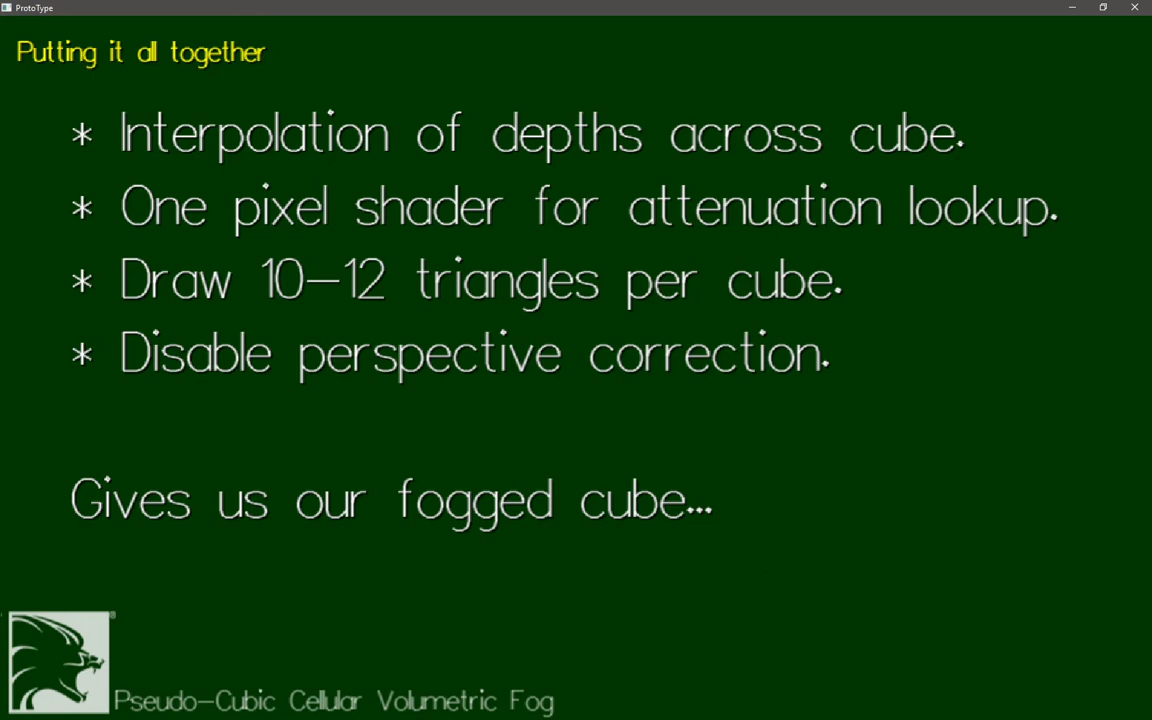 ProtoType
Putting it all together
* Interpolation of depths across cube.
* One pixel shader for attenuation lookup.
* Draw 10-12 triangles per cube.
* Disable perspective correction.
Gives us our fogged cube...
®
Pseudo-Cubic Cellular Volumetric Fog